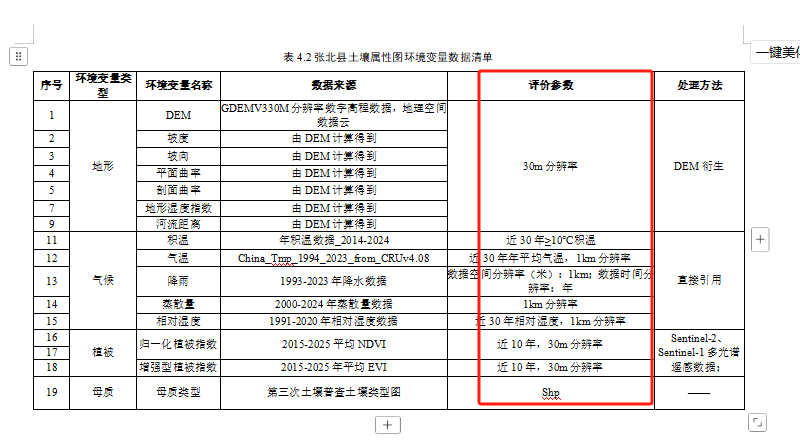 一键美化
表 4.2 张北县土壤属性图环境变量数据清单
序号 环境变量类型 环境变量名称 数据来源 评价参数 处理方法
1 地形 DEM GDEMV330M 分辨率数字高程数据，地理空间数据云 30m 分辨率 DEM 衍生
2 坡度 由 DEM 计算得到
3 坡向 由 DEM 计算得到
4 平面曲率 由 DEM 计算得到
5 剖面曲率 由 DEM 计算得到
7 地形湿度指数 由 DEM 计算得到
9 河流距离 由 DEM 计算得到
11 气候 积温 年积温数据_2014-2024 近 30 年≥10℃积温 直接引用
12 气温 China_Tmp_1994_2023_from_CRUv4.08 近 30 年年平均气温，1km 分辨率
13 降雨 1993-2023 年降水数据 数据空间分辨率（米）：1km；数据时间分辨率：年
14 蒸散量 2000-2024 年蒸散量数据 1km 分辨率
15 相对湿度 1991-2020 年相对湿度数据 近 30 年相对湿度，1km 分辨率
16 植被 归一化植被指数 2015-2025 平均 NDVI 近 10 年，30m 分辨率 Sentinel-2、Sentinel-1 多光谱遥感数据；
17
18 增强型植被指数 2015-2025 年平均 EVI 近 10 年，30m 分辨率
19 母质 母质类型 第三次土壤普查土壤类型图 Shp ——